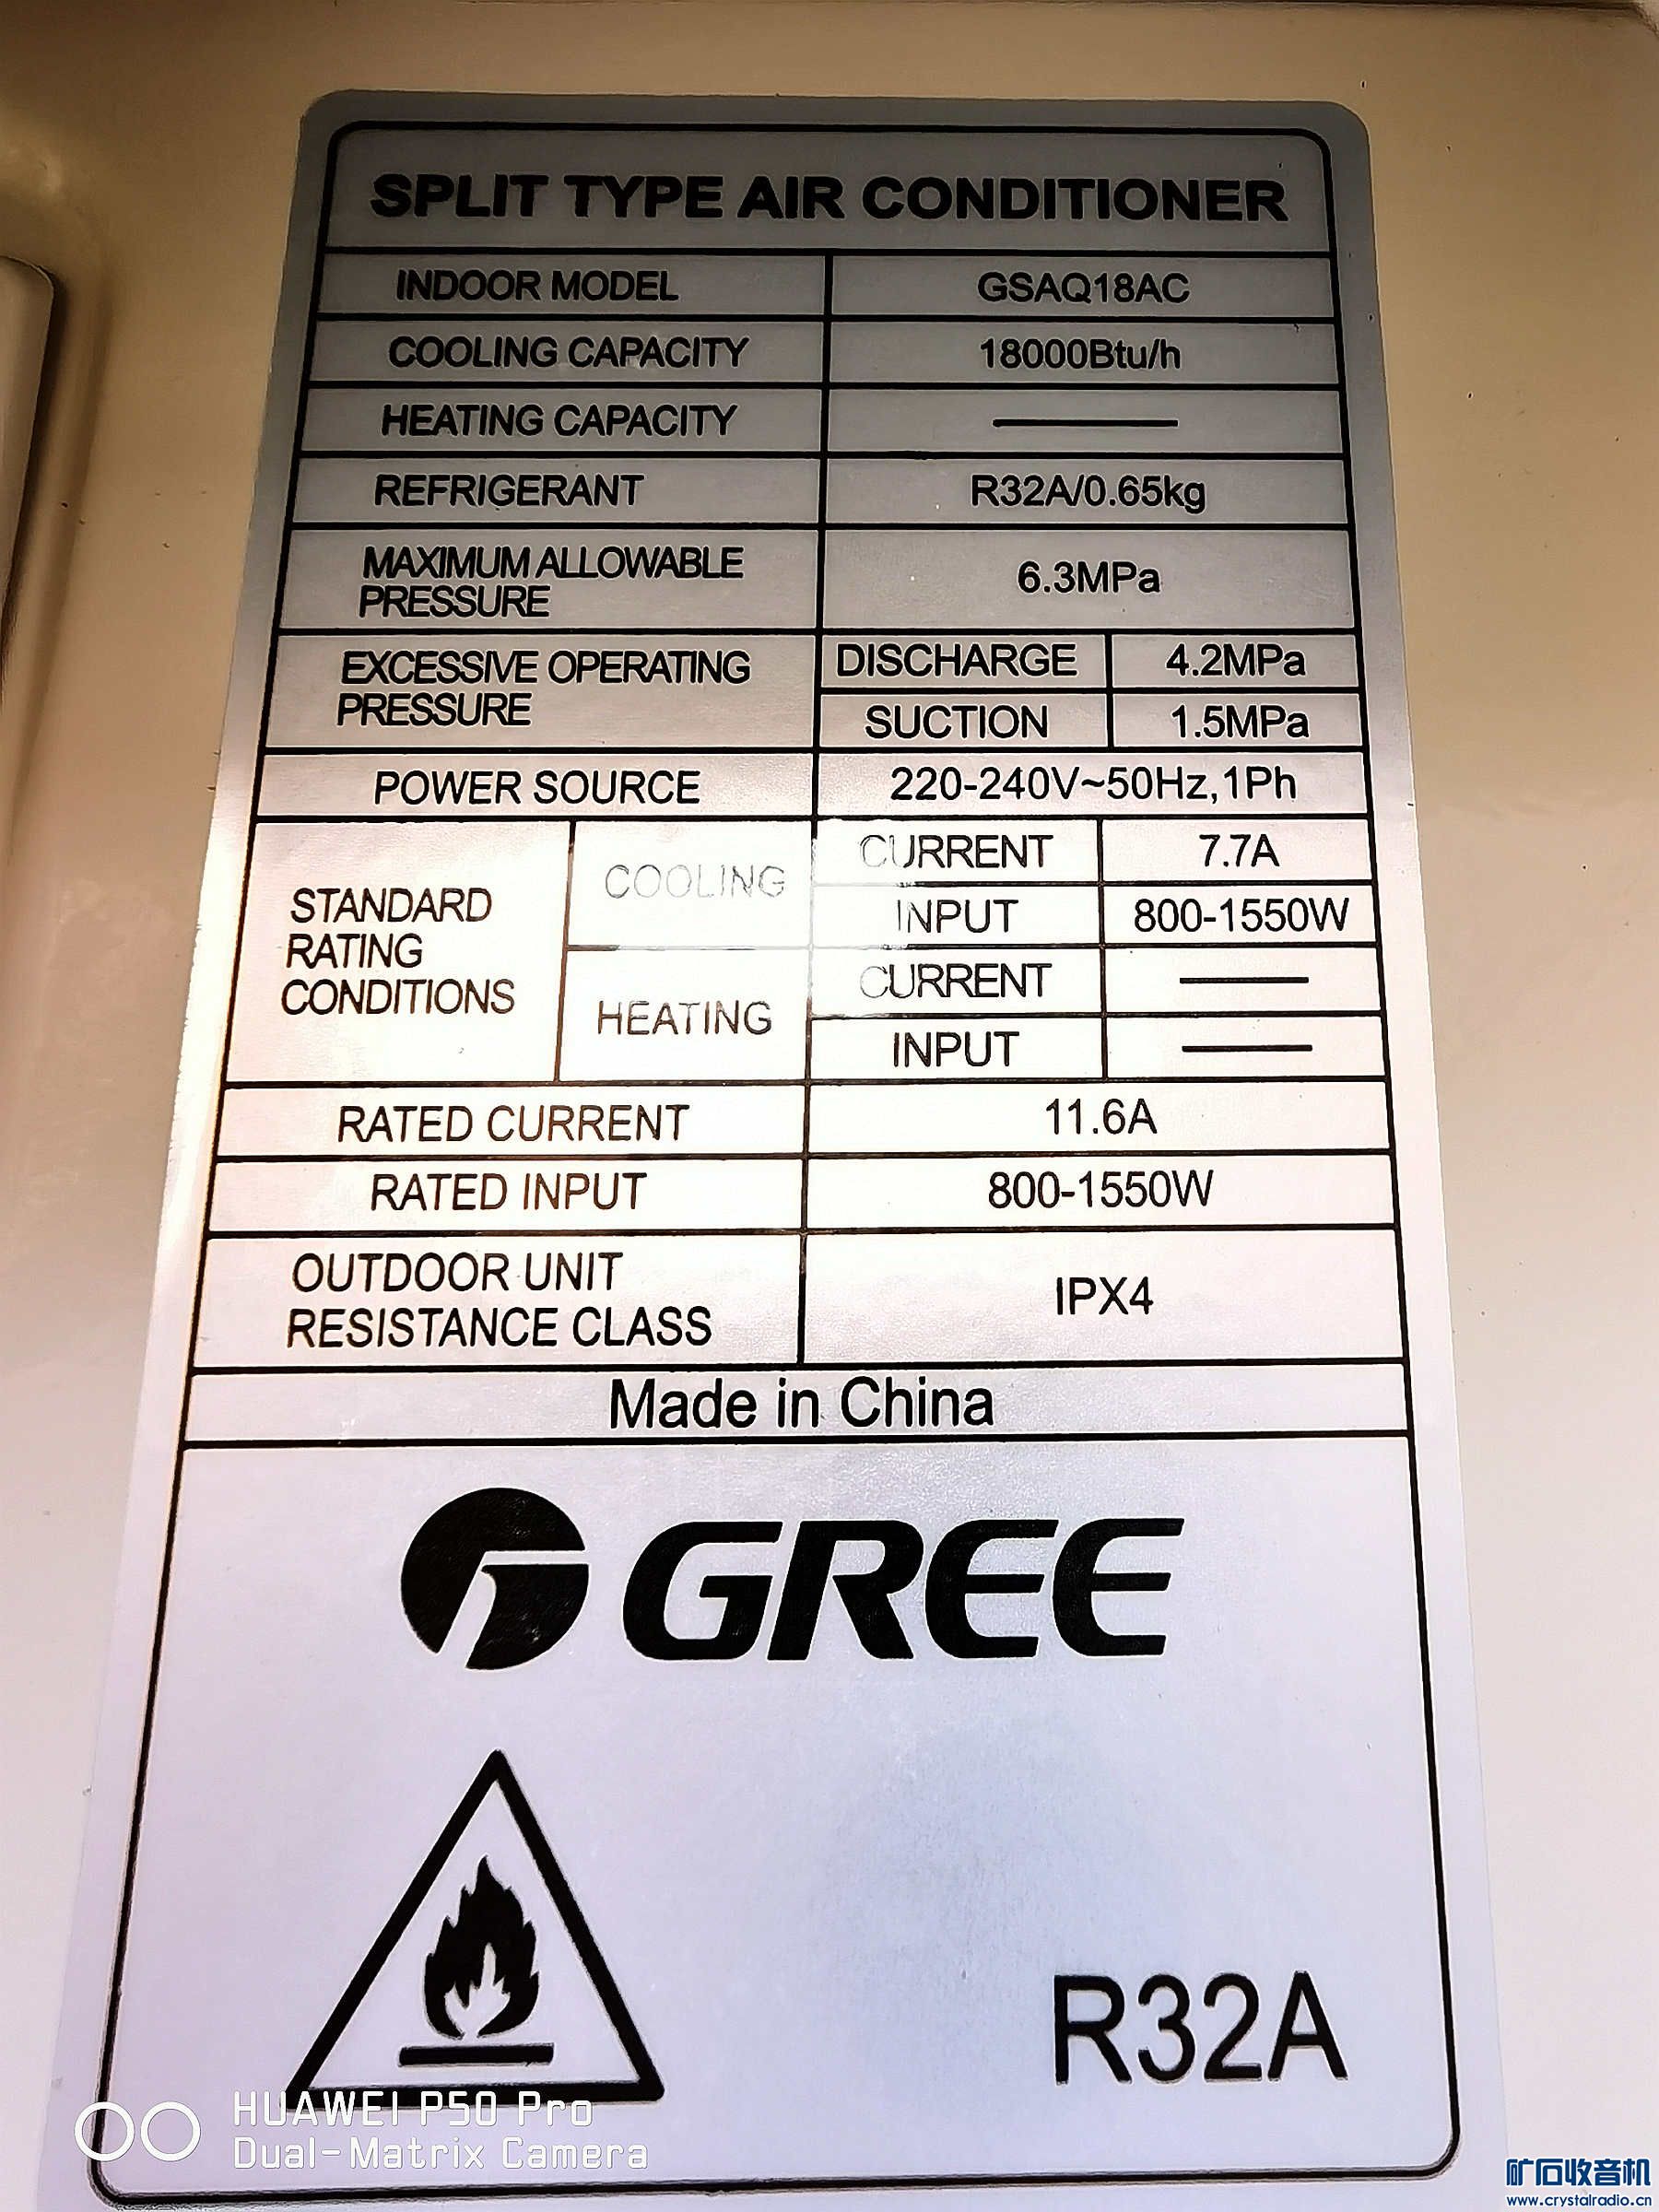 SPLIT TYPE AIR CONDITIONER
INDOOR MODEL GSAQ18AC
COOLING CAPACITY 18000Btu/h
HEATING CAPACITY ———
REFRIGERANT R32A/0.65kg
MAXIMUM ALLOWABLE
PRESSURE
6.3MPa
EXCESSIVE OPERATING
PRESSURE
DISCHARGE 4.2MPa
SUCTION 1.5MPa
POWER SOURCE 220-240V~50Hz,1Ph
STANDARD
RATING
CONDITIONS
COOLING
CURRENT 7.7A
INPUT 800-1550W
HEATING
CURRENT ———
INPUT ———
RATED CURRENT 11.6A
RATED INPUT 800-1550W
OUTDOOR UNIT
RESISTANCE CLASS
IPX4
Made in China
GREE
R32A
HUAWEI P50 Pro
Dual-Matrix Camera
矿石收音机
www.crystalradio.cn